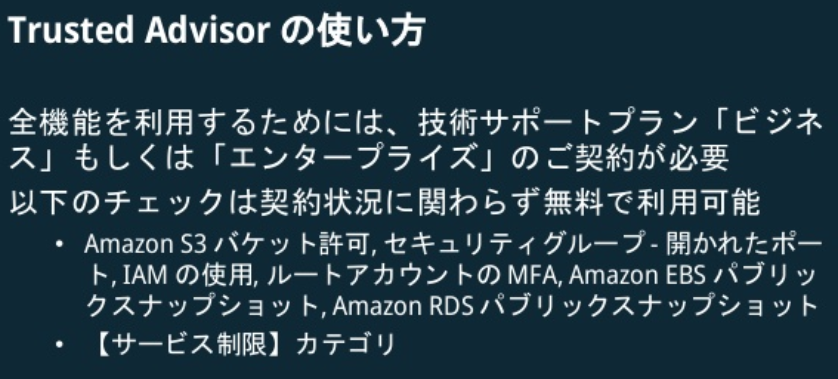 Trusted Advisor の使い方
全機能を利用するためには、技術サポートプラン「ビジネ
ス」もしくは「エンタープライズ」のご契約が必要
以下のチェックは契約状況に関わらず無料で利用可能
• Amazon S3 バケット許可, セキュリティグループ - 開かれたポー
ト, IAM の使用, ルートアカウントの MFA, Amazon EBS パブリッ
クスナップショット, Amazon RDS パブリックスナップショット
• 【サービス制限】カテゴリ